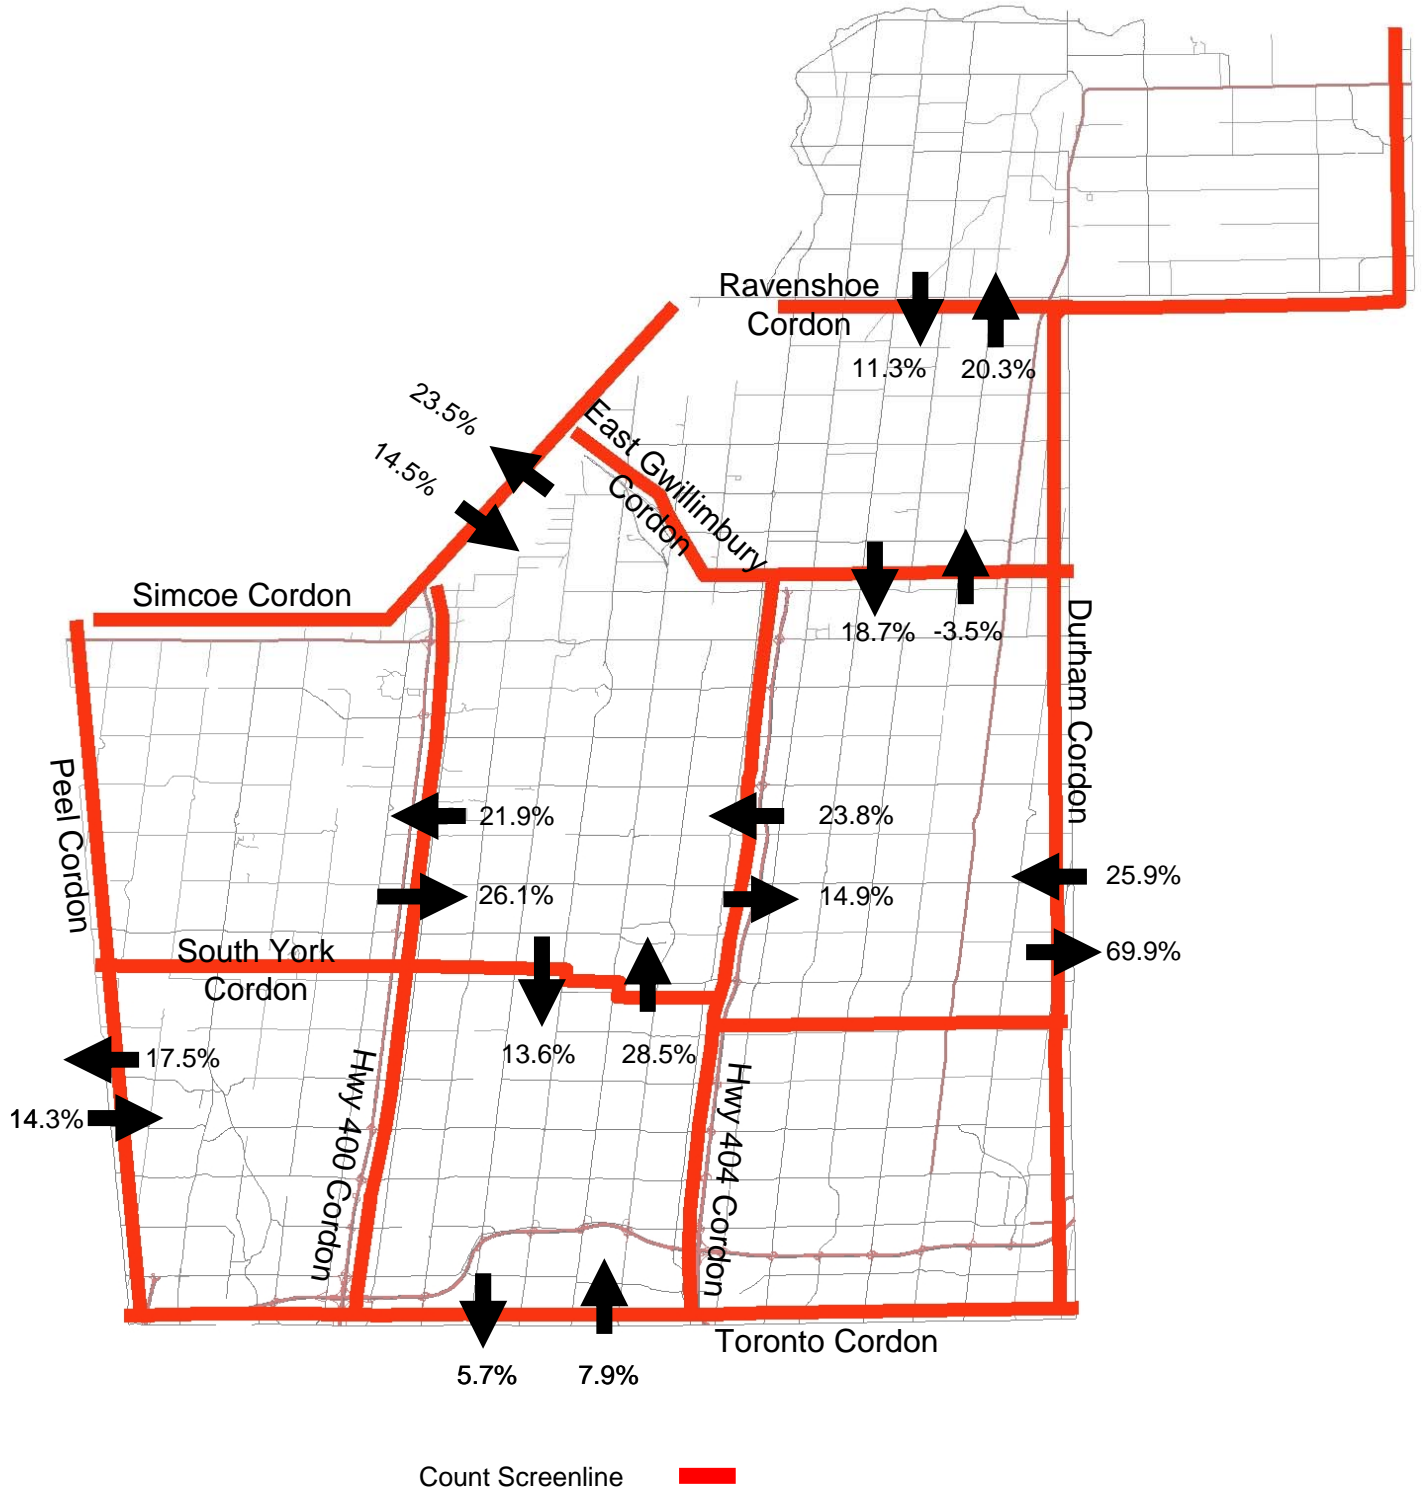 Ravenshoe
Cordon
11.3%
20.3%
23.5%
14.5%
East Gwillimbury
Cordon
Simcoe Cordon
18.7%
-3.5%
Durham Cordon
Peel Cordon
21.9%
23.8%
26.1%
14.9%
25.9%
69.9%
South York
Cordon
17.5%
13.6%
28.5%
14.3%
Hwy 400 Cordon
Hwy 404 Cordon
Toronto Cordon
5.7%
7.9%
Count Screenline